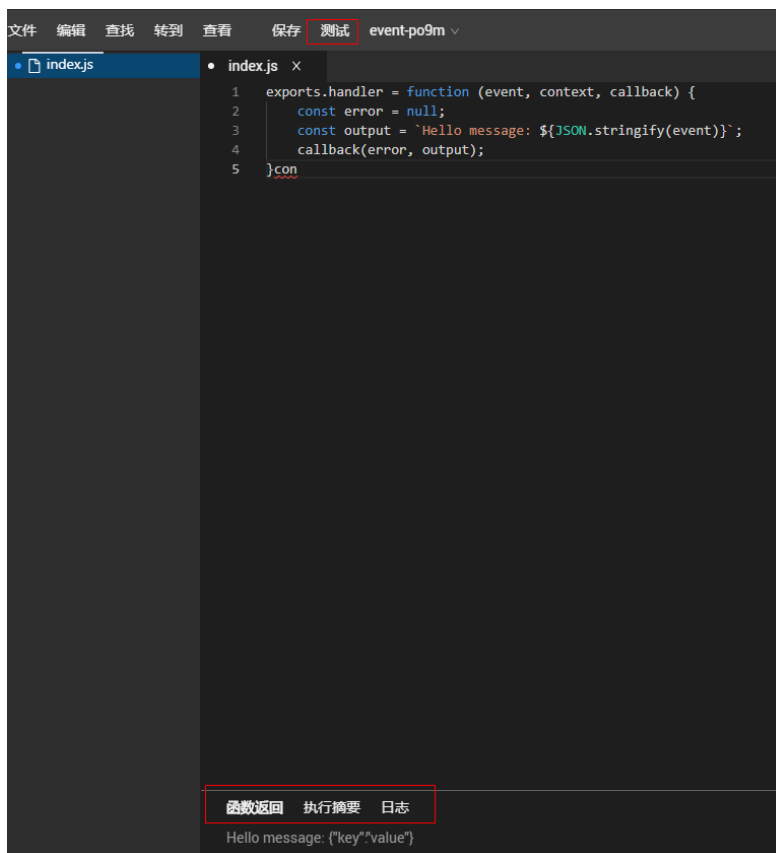 文件 编辑 查找 转到 查看 保存 测试 event-po9m
index.js
index.js ×
1 exports.handler = function (event, context, callback) {
2 const error = null;
3 const output = `Hello message: ${JSON.stringify(event)}`;
4 callback(error, output);
5 }con
函数返回 执行摘要 日志
Hello message: {"key":"value"}